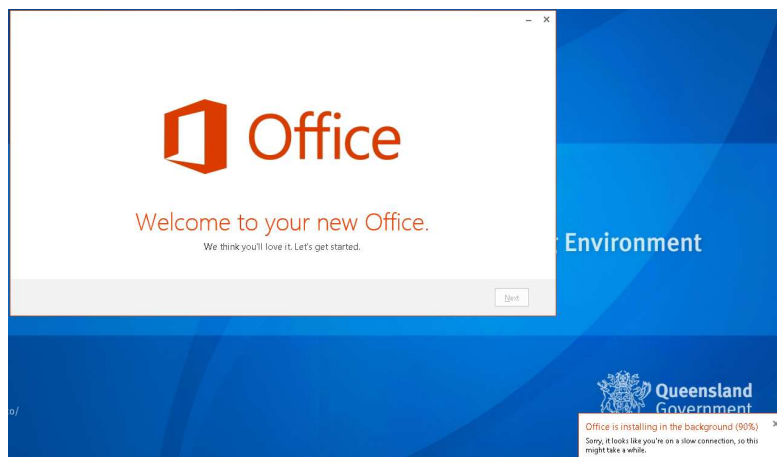 Office
Welcome to your new Office.
We think you'll love it. Let's get started.
Next
Environment
Queensland
Government
Office is installing in the background (90%)
Sorry, it looks like you're on a slow connection, so this
might take a while.